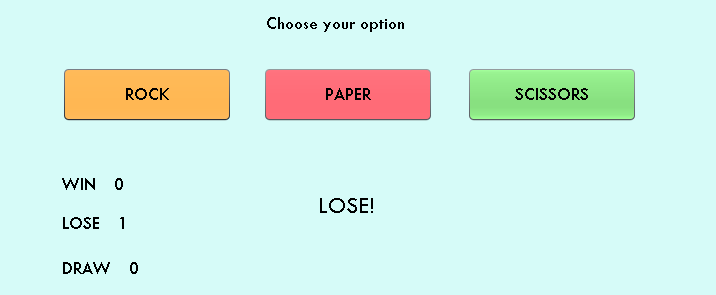 Choose your option
ROCK PAPER SCISSORS
WIN 0
LOSE!
LOSE 1
DRAW 0